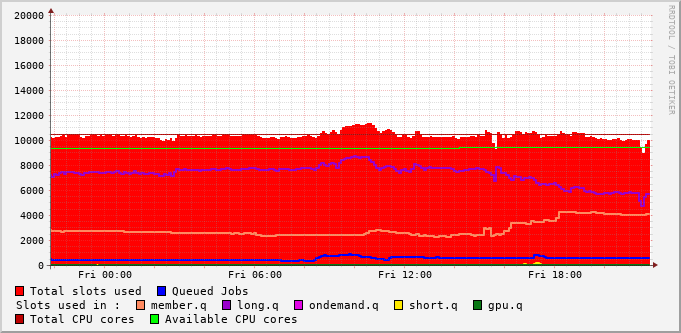 20000
18000
16000
14000
12000
10000
8000
6000
4000
2000
0
Fri 00:00 Fri 06:00 Fri 12:00 Fri 18:00
Total slots used Queued Jobs
Slots used in : member.q long.q ondemand.q short.q gpu.q
Total CPU cores Available CPU cores
RRDTOOL / TOBI OETIKER